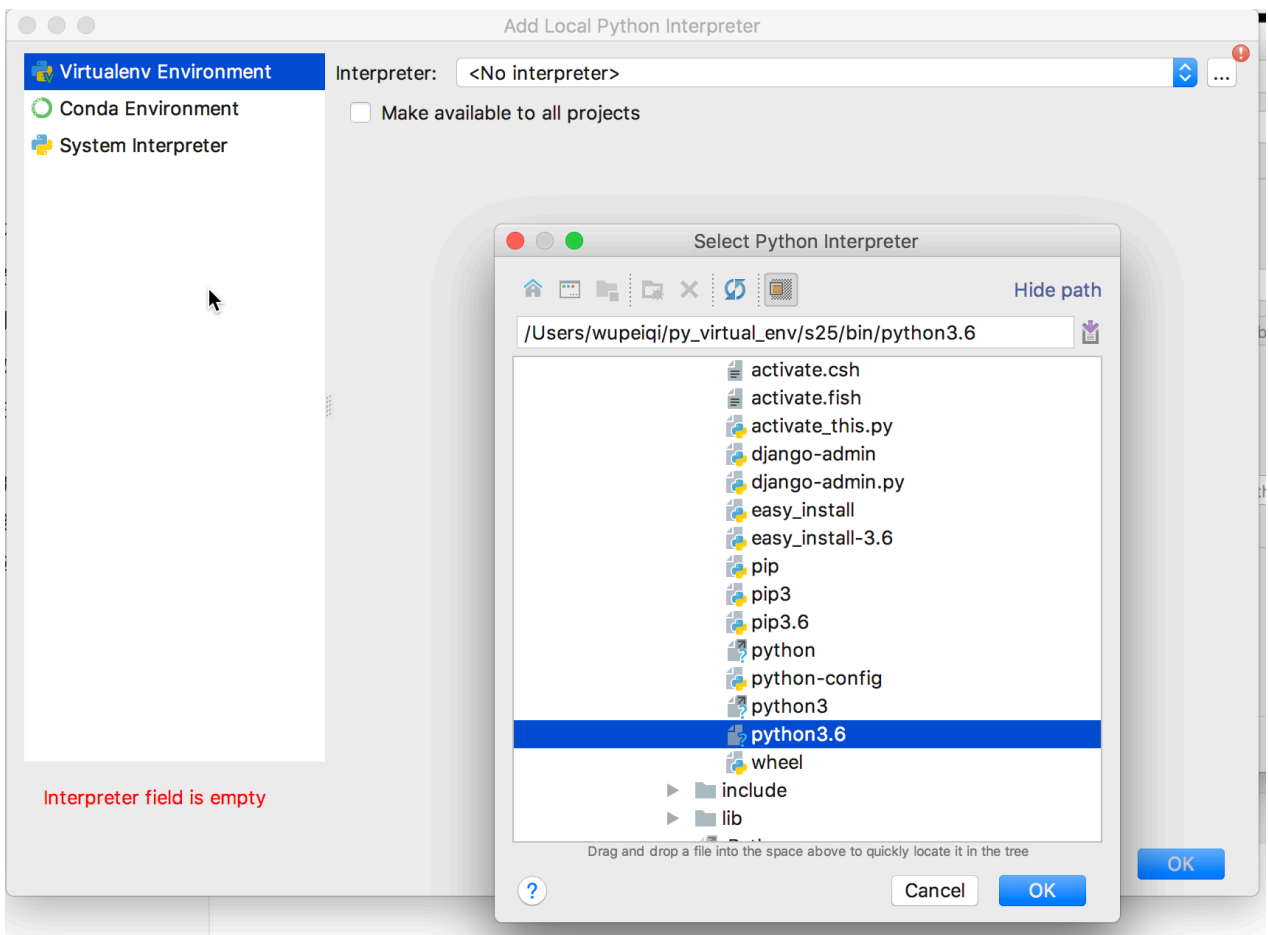 Add Local Python Interpreter
Virtualenv Environment
Conda Environment
System Interpreter
Interpreter: <No interpreter> ...
Make available to all projects
Interpreter field is empty
Select Python Interpreter
Hide path
/Users/wupeiqi/py_virtual_env/s25/bin/python3.6
activate.csh
activate.fish
activate_this.py
django-admin
django-admin.py
easy_install
easy_install-3.6
pip
pip3
pip3.6
python
python-config
python3
python3.6
wheel
include
lib
Drag and drop a file into the space above to quickly locate it in the tree
? Cancel OK
OK